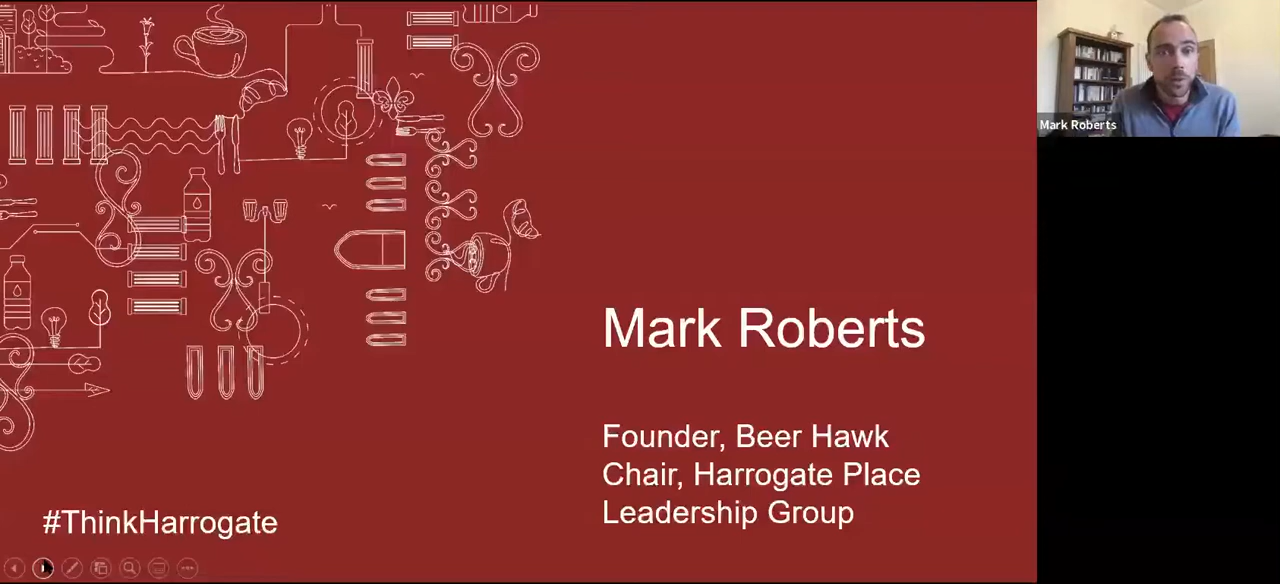 Mark Roberts
Mark Roberts
Founder, Beer Hawk
Chair, Harrogate Place
Leadership Group
#ThinkHarrogate